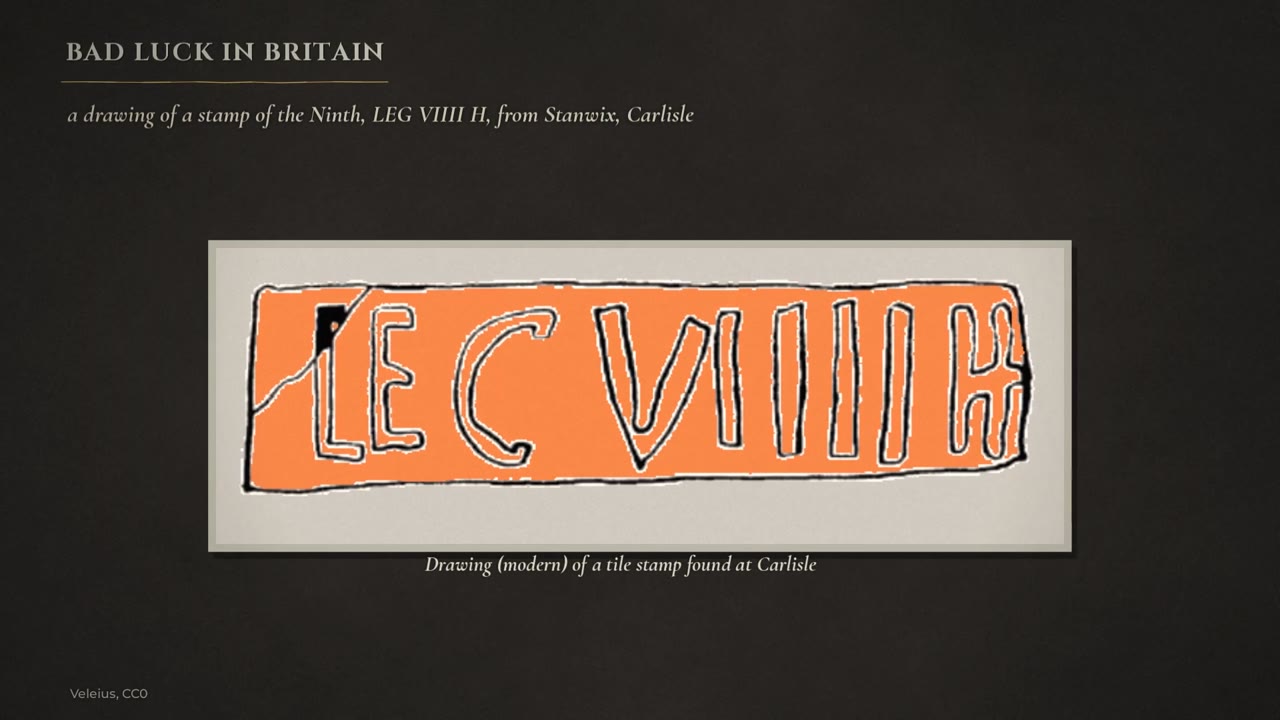 BAD LUCK IN BRITAIN
a drawing of a stamp of the Ninth, LEG VIIII H, from Stanwix, Carlisle
LEG VIIII H
Drawing (modern) of a tile stamp found at Carlisle
Veleius, CC0